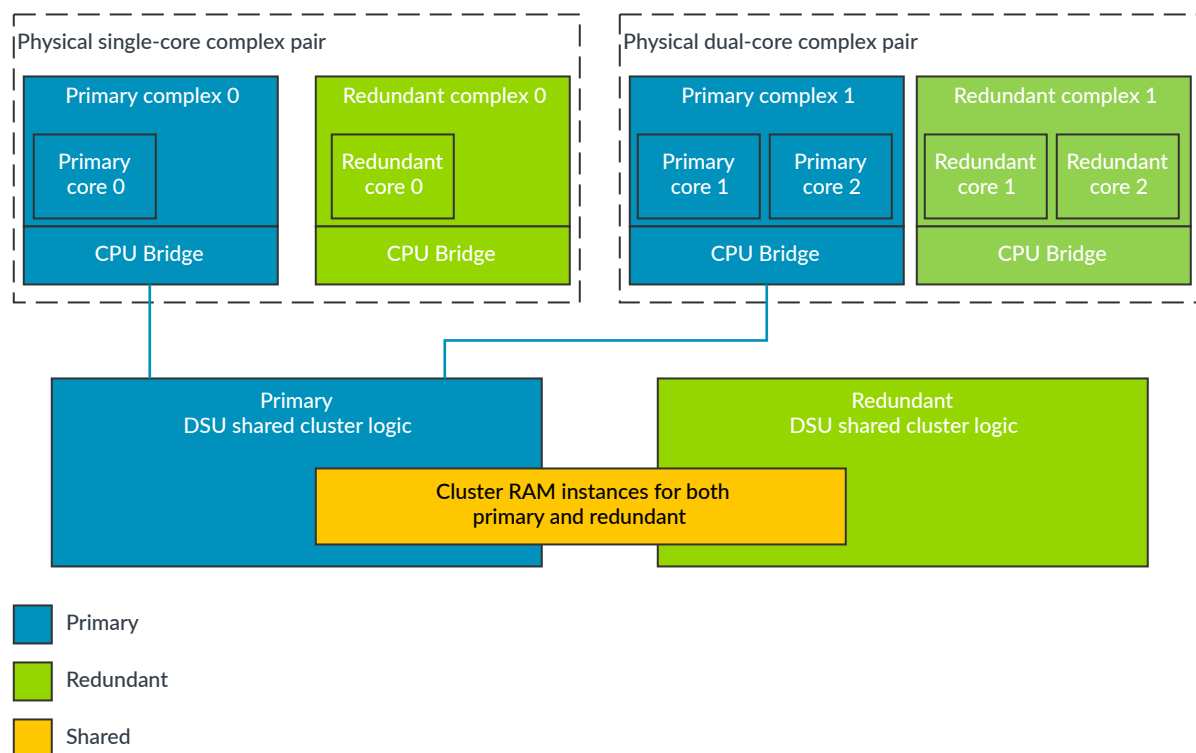 Physical single-core complex pair
Physical dual-core complex pair
Primary complex 0
Redundant complex 0
Primary complex 1
Redundant complex 1
Primary
core 0
Redundant
core 0
Primary
core 1
Primary
core 2
Redundant
core 1
Redundant
core 2
CPU Bridge
CPU Bridge
CPU Bridge
CPU Bridge
Primary
DSU shared cluster logic
Redundant
DSU shared cluster logic
Cluster RAM instances for both
primary and redundant
Primary
Redundant
Shared